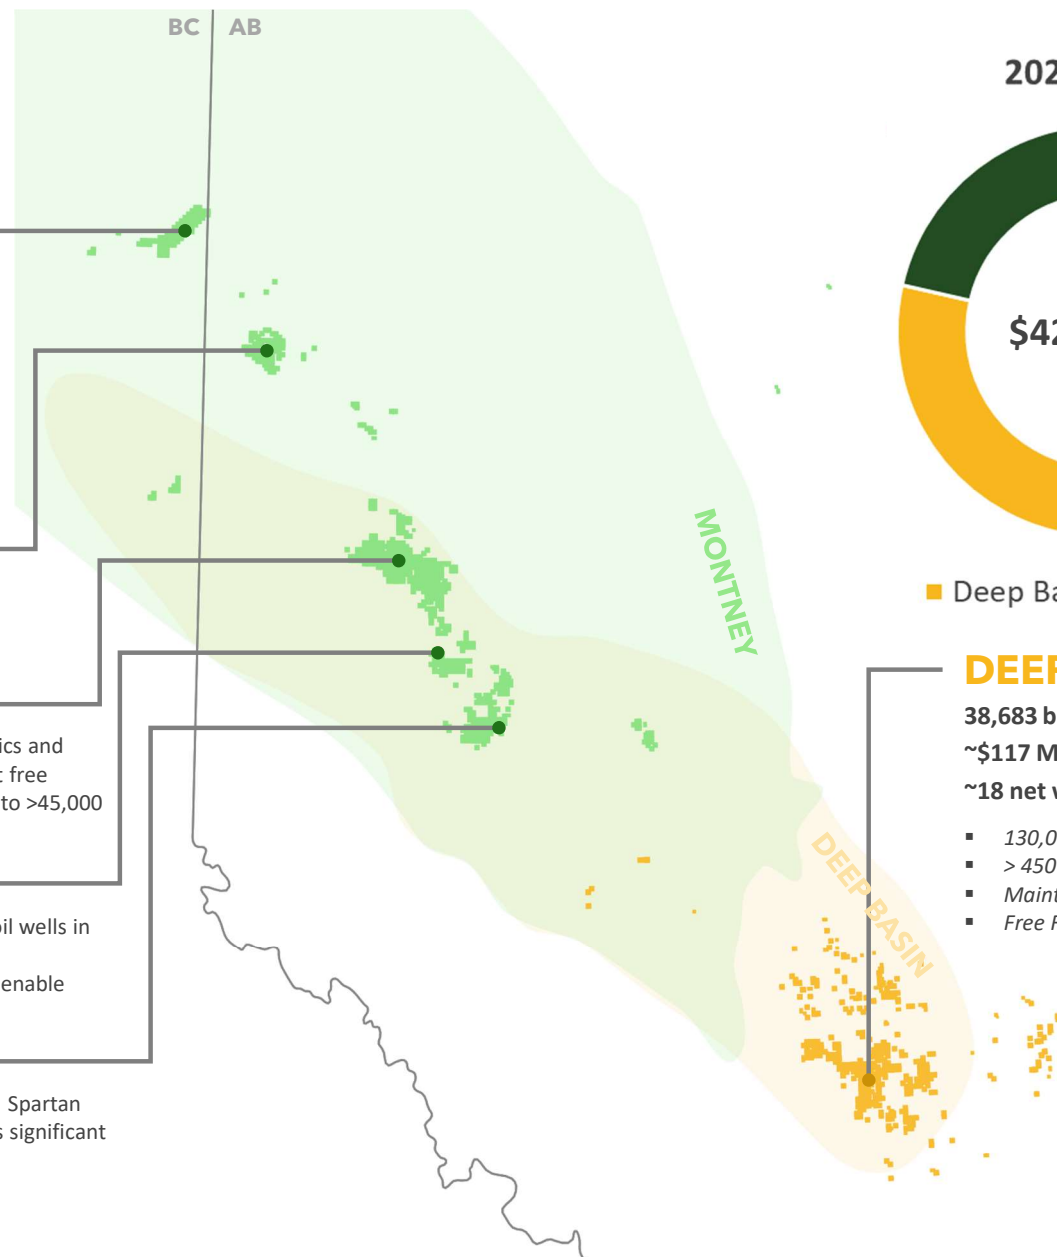 BC AB
202
$42
MONTNEY
Deep Ba
DEEP
38,683 b
~$117 M
~18 net w
130,0
> 450
Maint
Free F
DEEP BASIN
ics and
t free
to >45,000
oil wells in
enable
Spartan
s significant